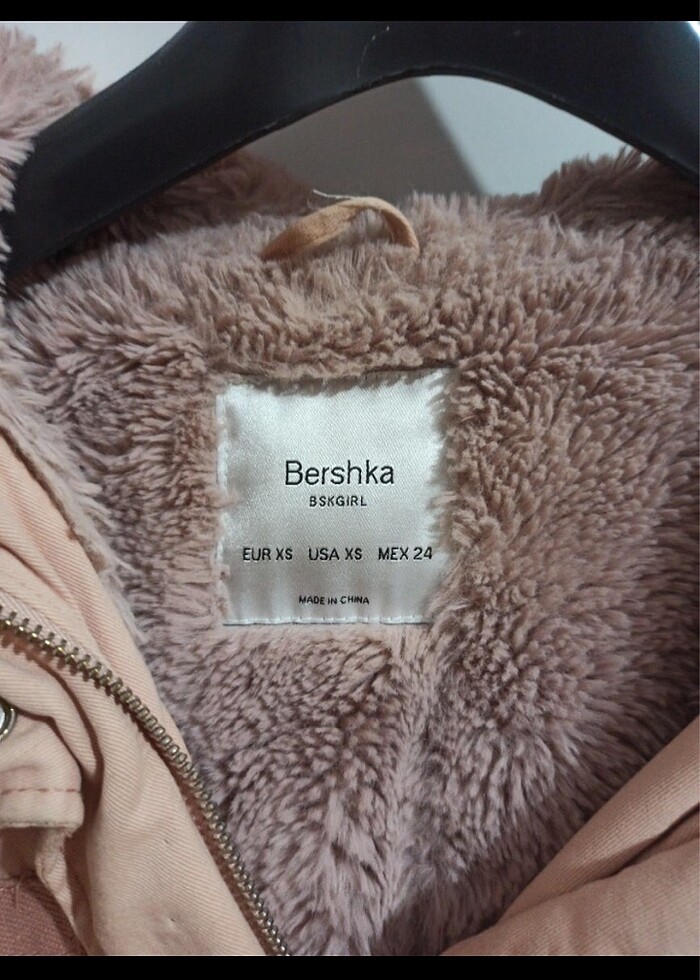 Bershka
BSKGIRL
EUR XS USA XS MEX 24
MADE IN CHINA